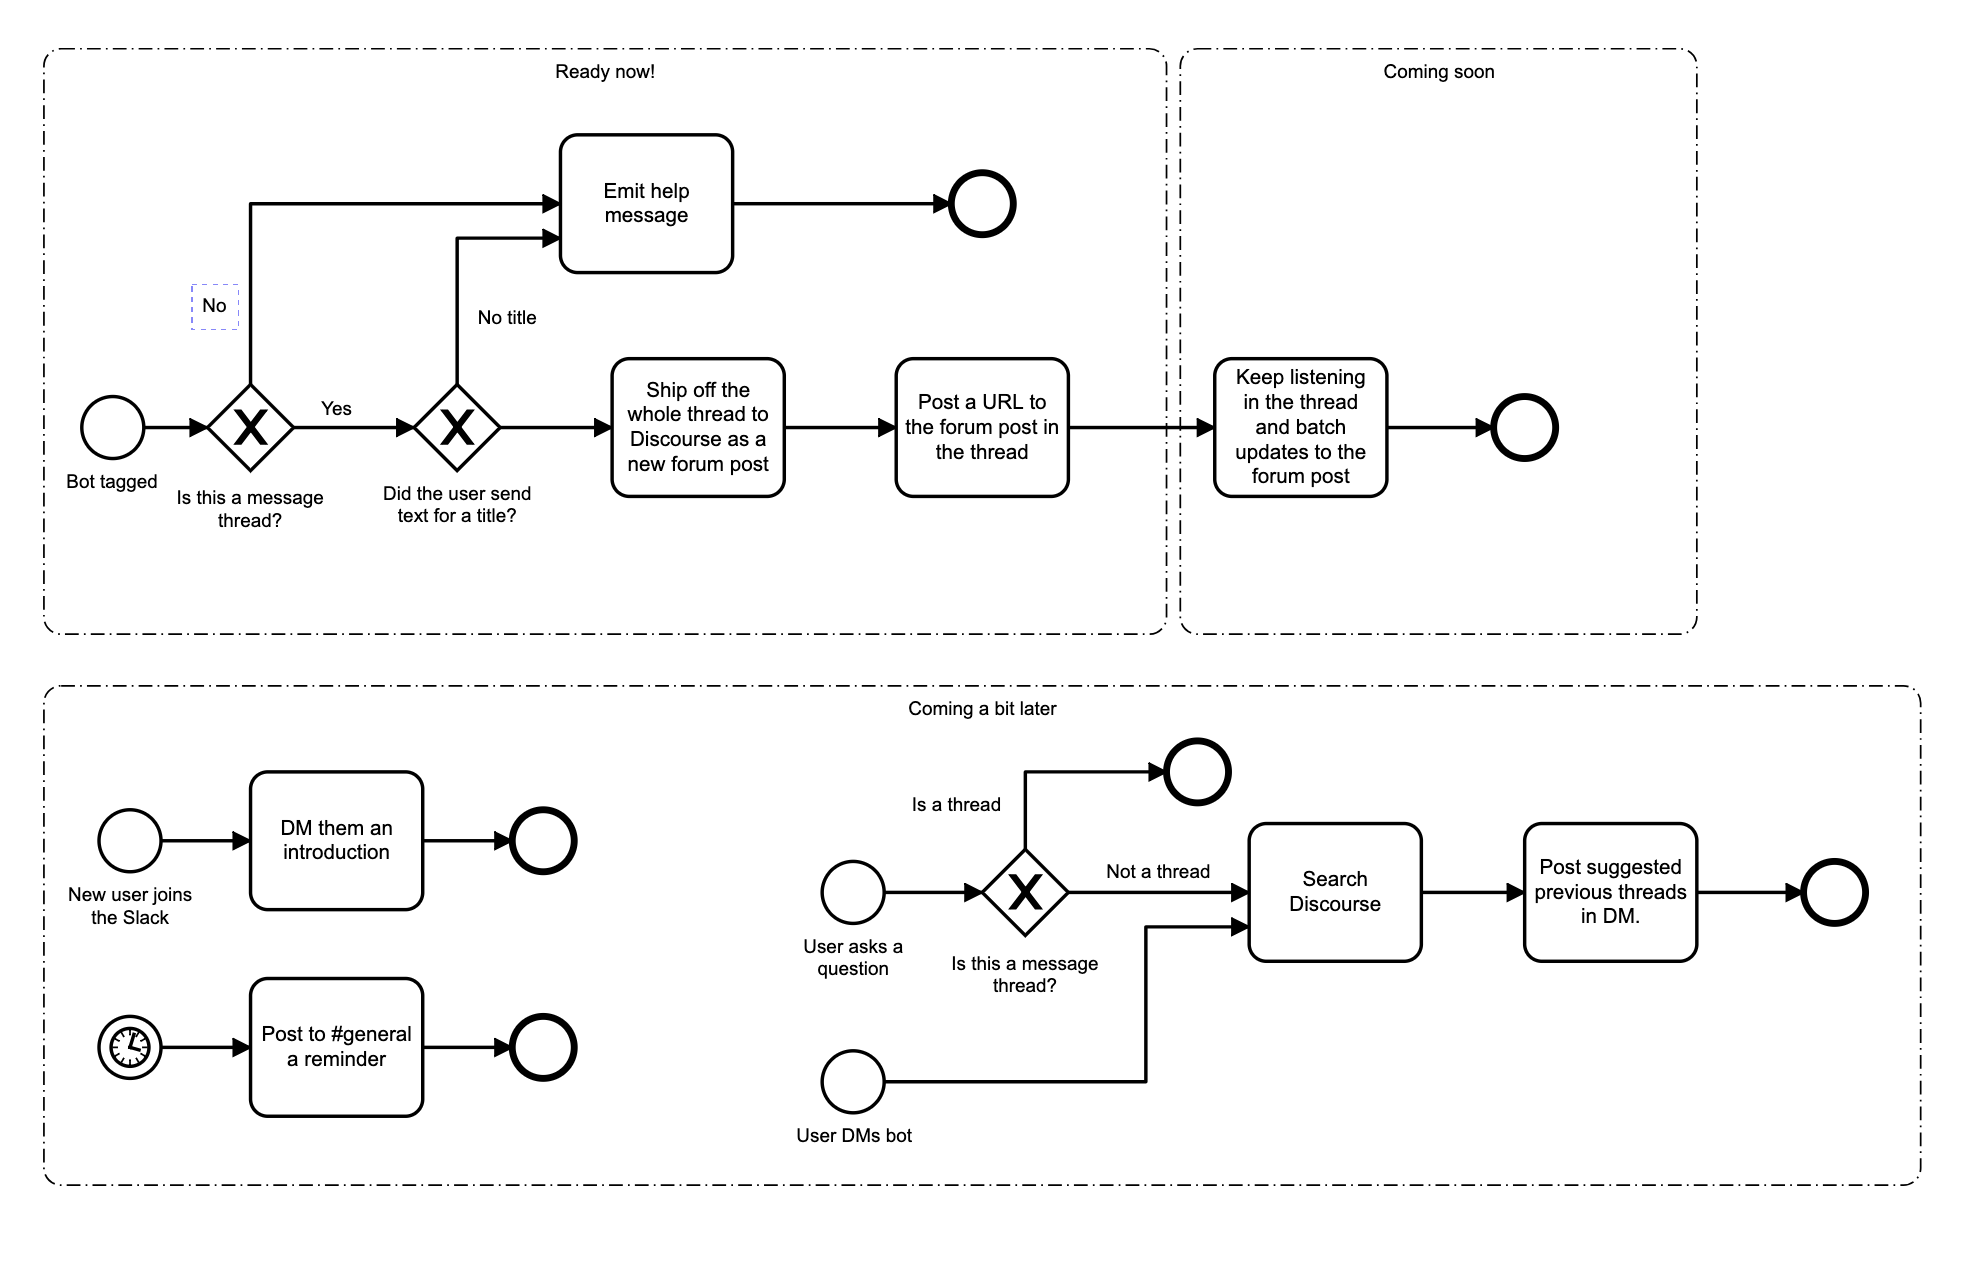 Ready now!
Coming soon
Emit help
message
No
No title
Yes
Bot tagged
Is this a message
thread?
Did the user send
text for a title?
Ship off the
whole thread to
Discourse as a
new forum post
Post a URL to
the forum post in
the thread
Keep listening
in the thread
and batch
updates to the
forum post
Coming a bit later
New user joins
the Slack
DM them an
introduction
Post to #general
a reminder
User asks a
question
Is a thread
Not a thread
Is this a message
thread?
User DMs bot
Search
Discourse
Post suggested
previous threads
in DM.